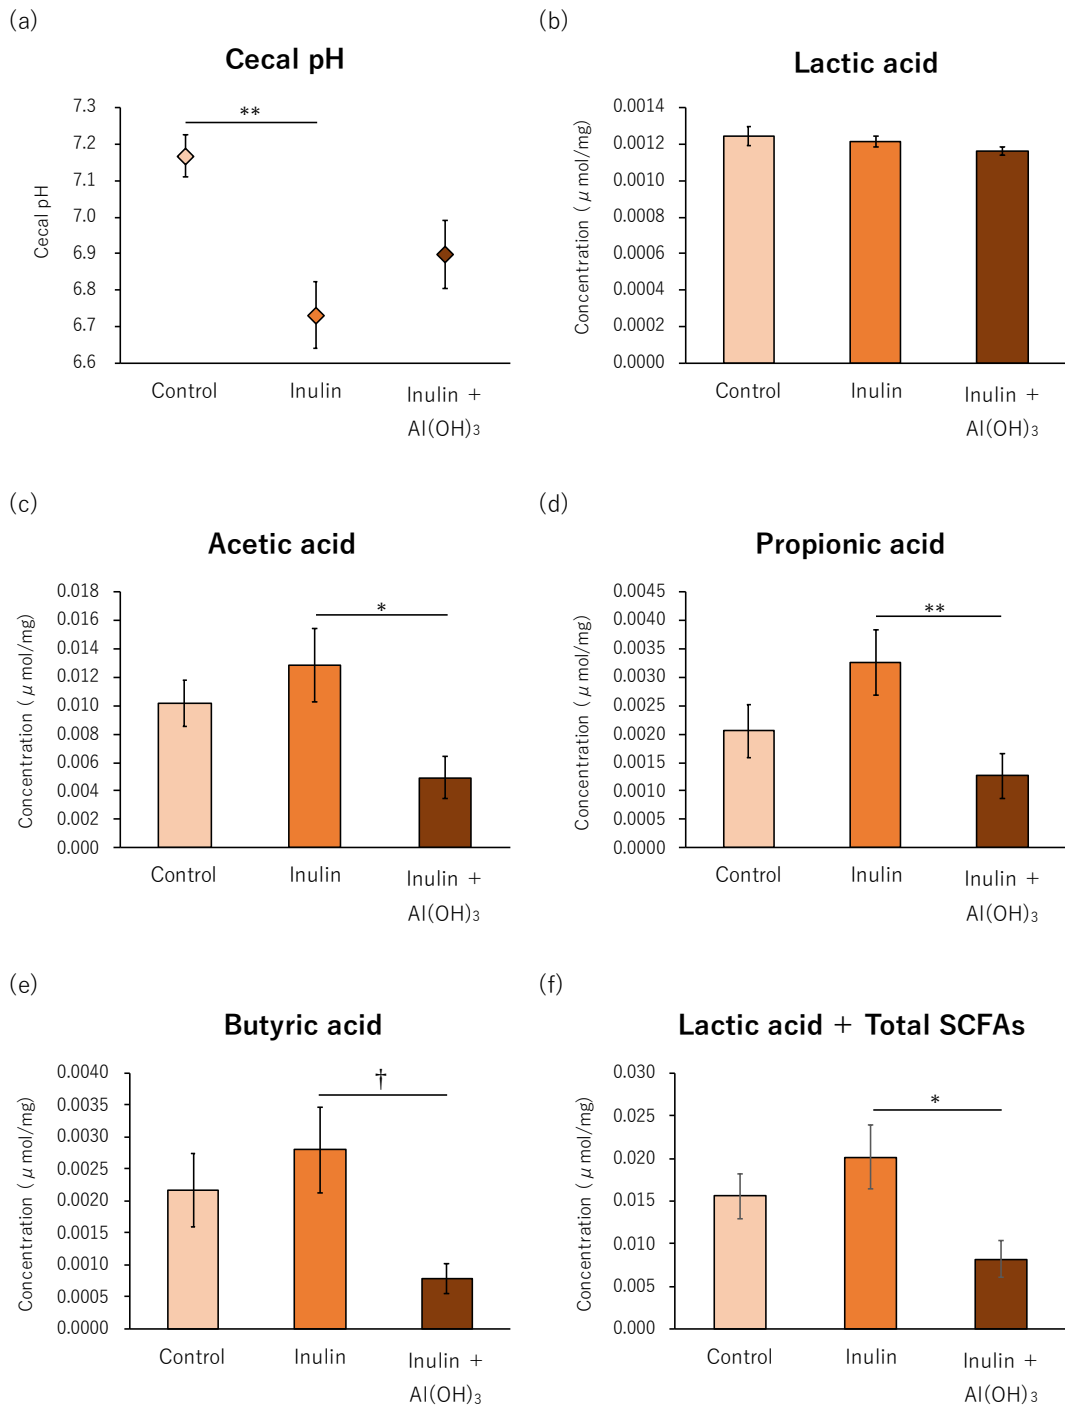 (a)
Cecal pH
Cecal pH
7.3
7.2
7.1
7.0
6.9
6.8
6.7
6.6
**
Control
Inulin
Inulin +
Al(OH)₃
(b)
Lactic acid
Concentration (μmol/mg)
0.0014
0.0012
0.0010
0.0008
0.0006
0.0004
0.0002
0.0000
Control
Inulin
Inulin +
Al(OH)₃
(c)
Acetic acid
Concentration (μmol/mg)
0.018
0.016
0.014
0.012
0.010
0.008
0.006
0.004
0.002
0.000
*
Control
Inulin
Inulin +
Al(OH)₃
(d)
Propionic acid
Concentration (μmol/mg)
0.0045
0.0040
0.0035
0.0030
0.0025
0.0020
0.0015
0.0010
0.0005
0.0000
**
Control
Inulin
Inulin +
Al(OH)₃
(e)
Butyric acid
Concentration (μmol/mg)
0.0040
0.0035
0.0030
0.0025
0.0020
0.0015
0.0010
0.0005
0.0000
†
Control
Inulin
Inulin +
Al(OH)₃
(f)
Lactic acid + Total SCFAs
Concentration (μmol/mg)
0.030
0.025
0.020
0.015
0.010
0.005
0.000
*
Control
Inulin
Inulin +
Al(OH)₃